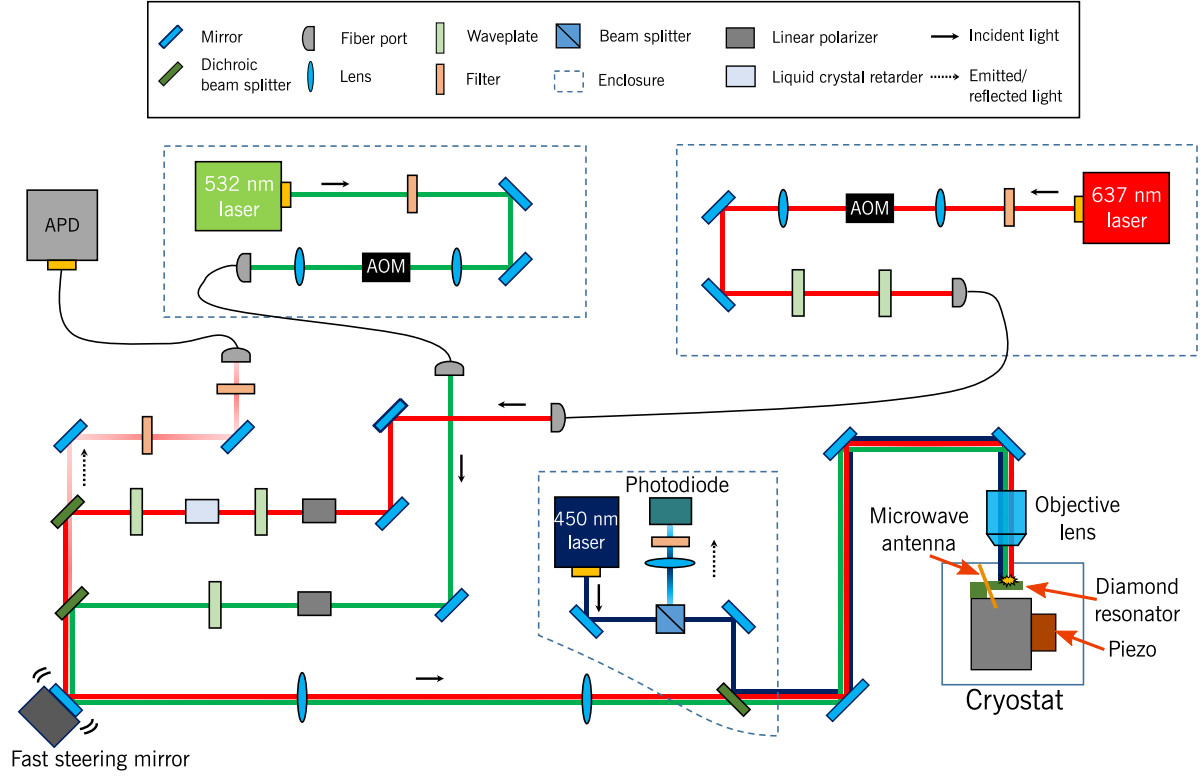 Mirror
Fiber port
Waveplate
Beam splitter
Linear polarizer
Incident light
Dichroic
beam splitter
Lens
Filter
Enclosure
Liquid crystal retarder
Emitted/
reflected light
532 nm
laser
AOM
637 nm
laser
AOM
APD
Photodiode
450 nm
laser
Objective
lens
Microwave
antenna
Diamond
resonator
Piezo
Cryostat
Fast steering mirror